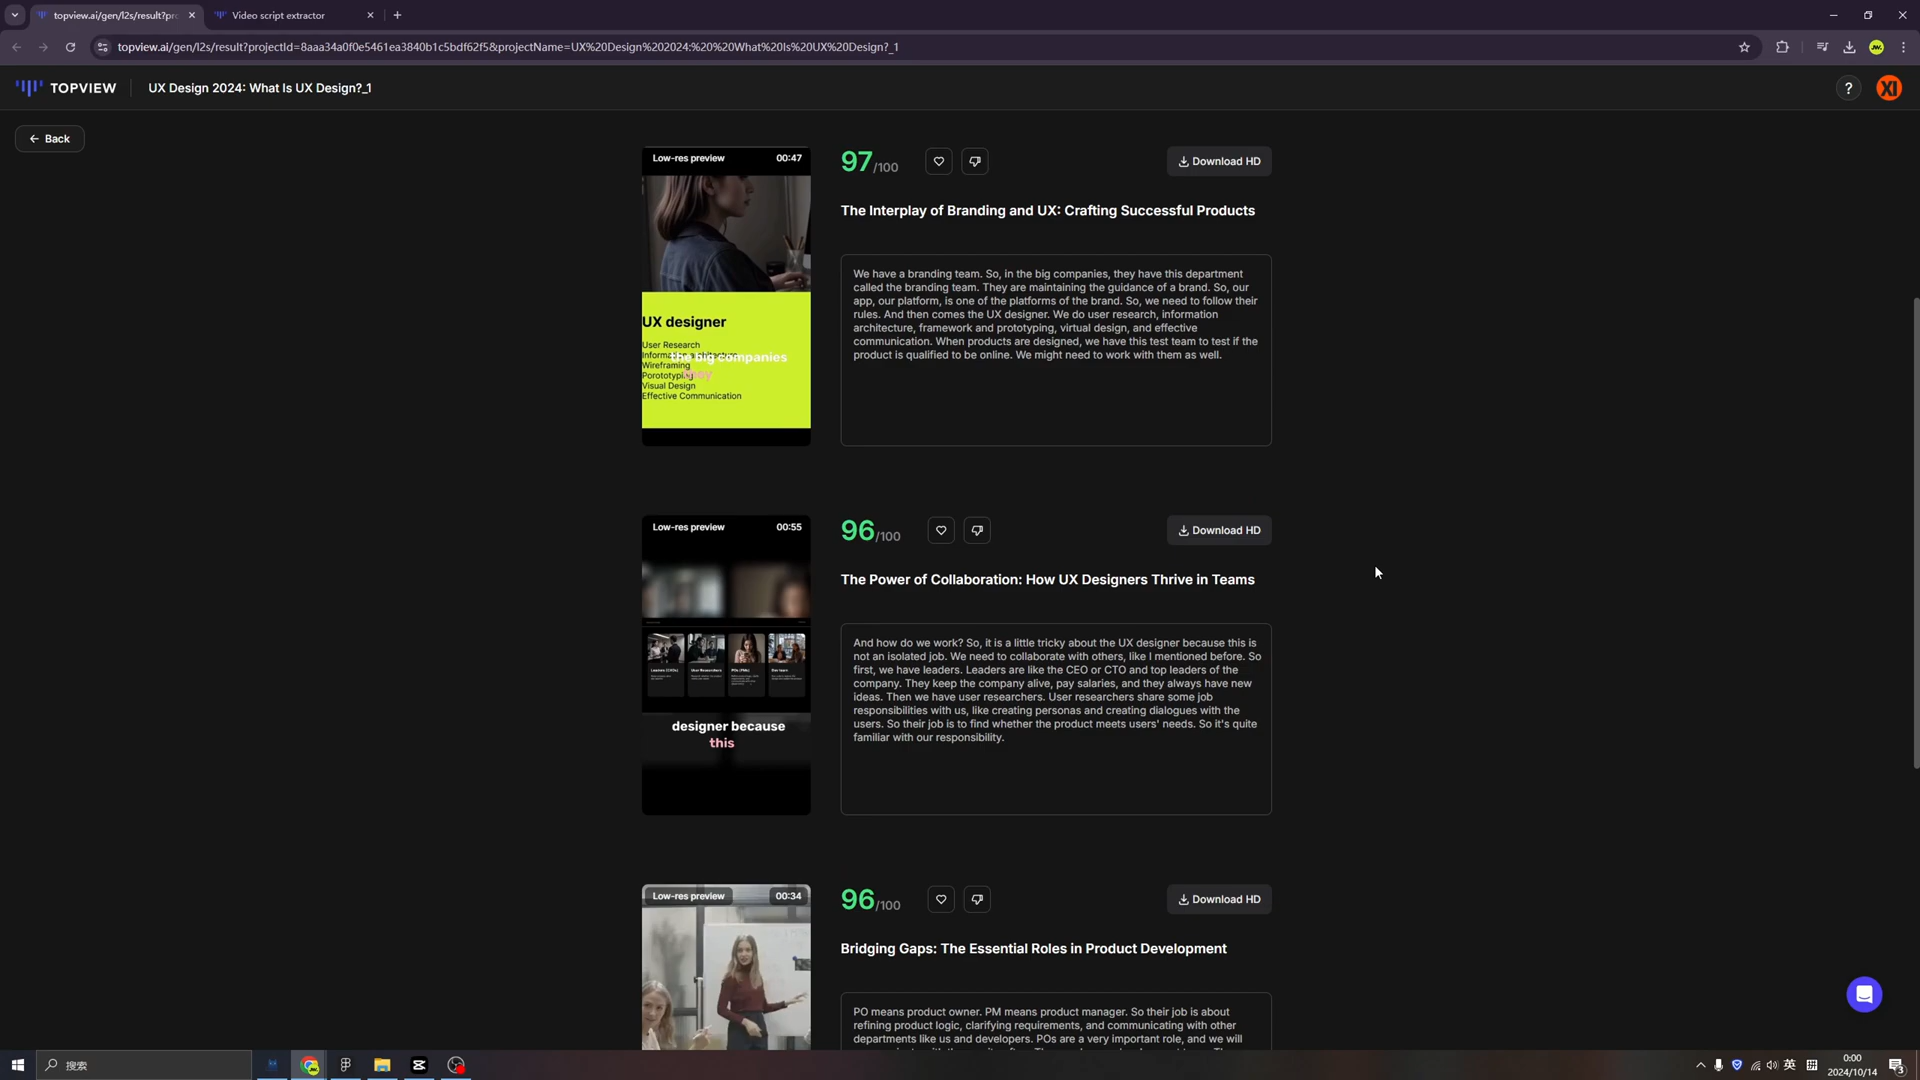 topview.ai/gen/l2s/result?pr
Video script extractor
topview.ai/gen/l2s/result?projectId=8aaa34a0f0e5461ea3840b1c5bdf62f5&projectName=UX%20Design%202024:%20%20What%20Is%20UX%20Design?_1
TOPVIEW
UX Design 2024: What Is UX Design?_1
?
XI
Back
Low-res preview
00:47
97/100
Download HD
The Interplay of Branding and UX: Crafting Successful Products
UX designer
User Research
the big companies
Wireframing
they
Porototyping
Visual Design
Effective Communication
We have a branding team. So, in the big companies, they have this department
called the branding team. They are maintaining the guidance of a brand. So, our
app, our platform, is one of the platforms of the brand. So, we need to follow their
rules. And then comes the UX designer. We do user research, information
architecture, framework and prototyping, virtual design, and effective
communication. When products are designed, we have this test team to test if the
product is qualified to be online. We might need to work with them as well.
Low-res preview
00:55
96/100
Download HD
The Power of Collaboration: How UX Designers Thrive in Teams
Leaders (CXOs)
User Researchers
POs (PMs)
Dev team
designer because
this
And how do we work? So, it is a little tricky about the UX designer because this is
not an isolated job. We need to collaborate with others, like I mentioned before. So
first, we have leaders. Leaders are like the CEO or CTO and top leaders of the
company. They keep the company alive, pay salaries, and they always have new
ideas. Then we have user researchers. User researchers share some job
responsibilities with us, like creating personas and creating dialogues with the
users. So their job is to find whether the product meets users' needs. So it's quite
familiar with our responsibility.
Low-res preview
00:34
96/100
Download HD
Bridging Gaps: The Essential Roles in Product Development
PO means product owner. PM means product manager. So their job is about
refining product logic, clarifying requirements, and communicating with other
departments like us and developers. POs are a very important role, and we will
搜索
英
0:00
2024/10/14
3